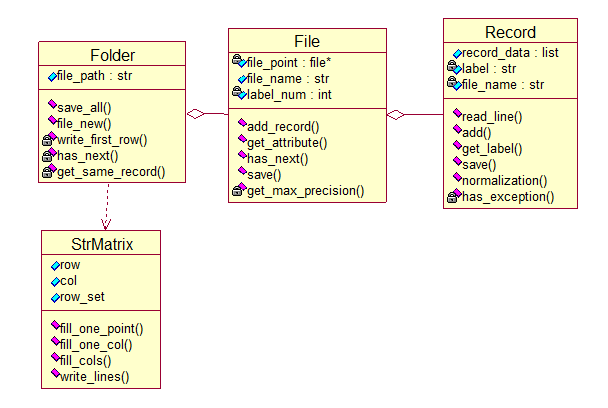 Folder
file_path : str
save_all()
file_new()
write_first_row()
has_next()
get_same_record()
File
file_point : file*
file_name : str
label_num : int
add_record()
get_attribute()
has_next()
save()
get_max_precision()
Record
record_data : list
label : str
file_name : str
read_line()
add()
get_label()
save()
normalization()
has_exception()
StrMatrix
row
col
row_set
fill_one_point()
fill_one_col()
fill_cols()
write_lines()